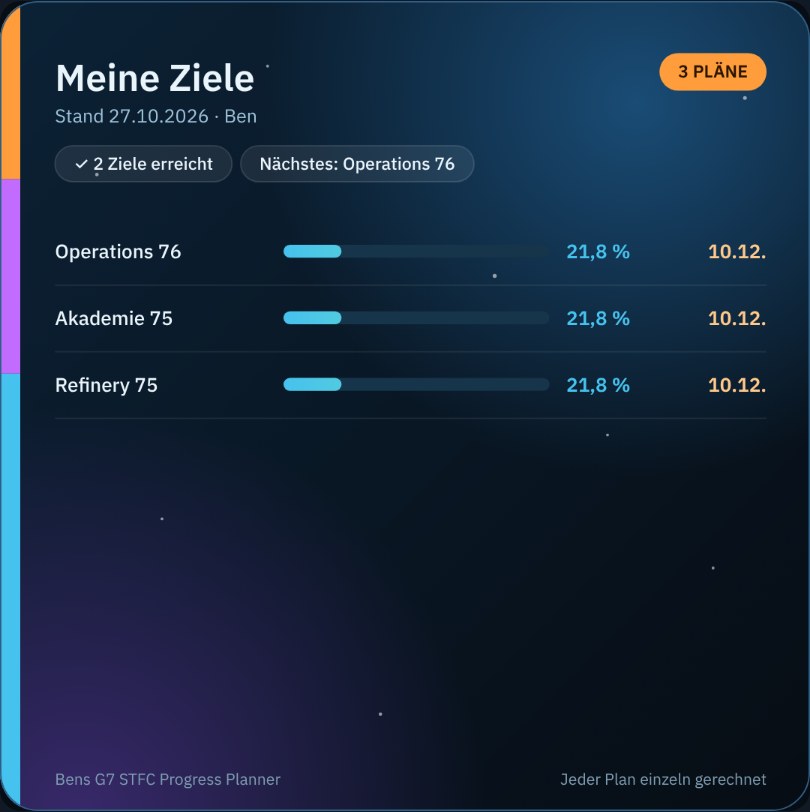 Meine Ziele
3 PLÄNE
Stand 27.10.2026 · Ben
✓ 2 Ziele erreicht
Nächstes: Operations 76
Operations 76 21,8 % 10.12.
Akademie 75 21,8 % 10.12.
Refinery 75 21,8 % 10.12.
Bens G7 STFC Progress Planner
Jeder Plan einzeln gerechnet